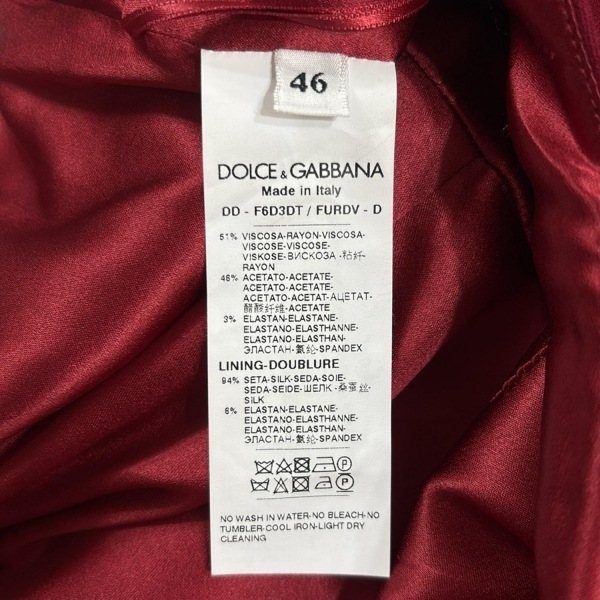 46
DOLCE & GABBANA
Made in Italy
DD - F6D3DT / FURDV - D
51% VISCOSA-RAYON-VISCOSA-
VISCOSE-VISCOSE-
VISKOSE-ВИСКОЗА-粘纤-
RAYON
46% ACETATO-ACETATE-
ACETATO-ACETATE-
ACETATO-ACETAT-АЦЕТАТ-
醋酸纤维-ACETATE
3% ELASTAN-ELASTANE-
ELASTANO-ELASTHANNE-
ELASTANO-ELASTHAN-
ЭЛАСТАН-氨纶-SPANDEX
LINING-DOUBLURE
94% SETA-SILK-SEDA-SOIE-
SEDA-SEIDE-ШЕЛК-桑蚕丝-
SILK
6% ELASTAN-ELASTANE-
ELASTANO-ELASTHANNE-
ELASTANO-ELASTHAN-
ЭЛАСТАН-氨纶-SPANDEX
NO WASH IN WATER-NO BLEACH-NO
TUMBLER-COOL IRON-LIGHT DRY
CLEANING